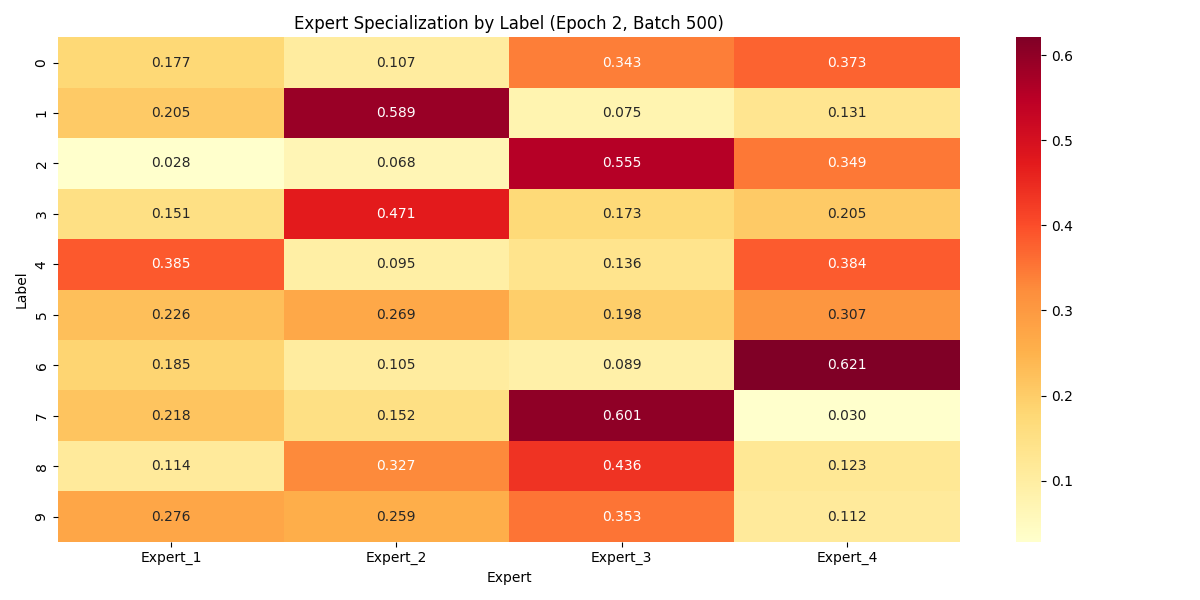 Expert Specialization by Label (Epoch 2, Batch 500)
Label
0 0.177 0.107 0.343 0.373
1 0.205 0.589 0.075 0.131
2 0.028 0.068 0.555 0.349
3 0.151 0.471 0.173 0.205
4 0.385 0.095 0.136 0.384
5 0.226 0.269 0.198 0.307
6 0.185 0.105 0.089 0.621
7 0.218 0.152 0.601 0.030
8 0.114 0.327 0.436 0.123
9 0.276 0.259 0.353 0.112
Expert_1 Expert_2 Expert_3 Expert_4
Expert
0.6
0.5
0.4
0.3
0.2
0.1